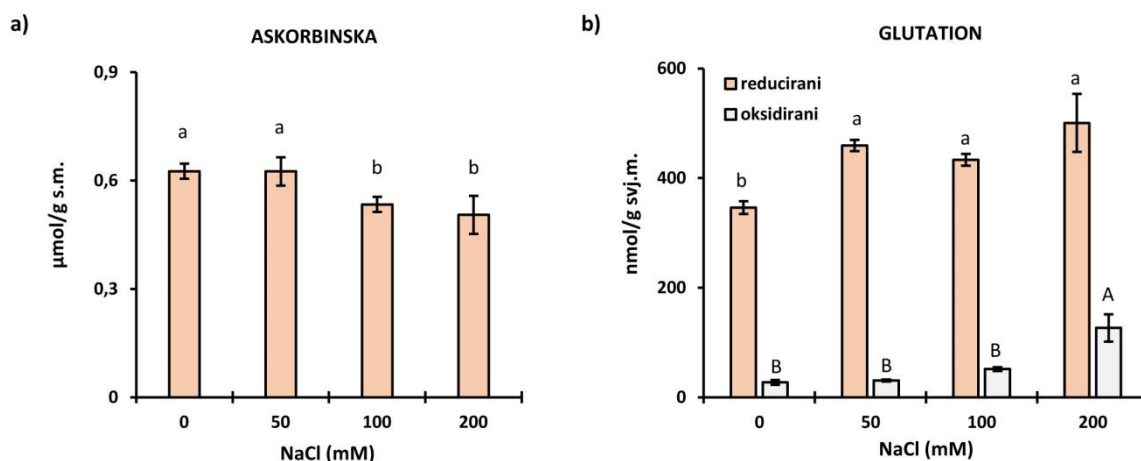 a)
ASKORBINSKA
µmol/g s.m.
0,9
0,6
0,3
0
a
a
b
b
0
50
100
200
NaCl (mM)
b)
GLUTATION
reducirani
oksidirani
nmol/g svj.m.
600
400
200
0
b
a
a
a
B
B
B
A
0
50
100
200
NaCl (mM)